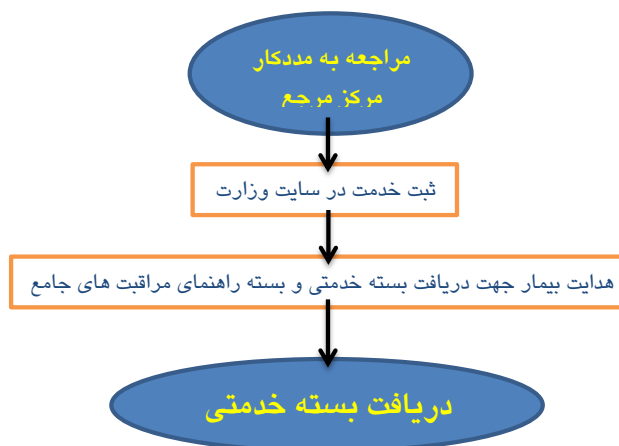 مراجعه به مددکار
مرکز مرجع
ثبت خدمت در سایت وزارت
هدایت بیمار جهت دریافت بسته خدمتی و بسته راهنمای مراقبت های جامع
دریافت بسته خدمتی